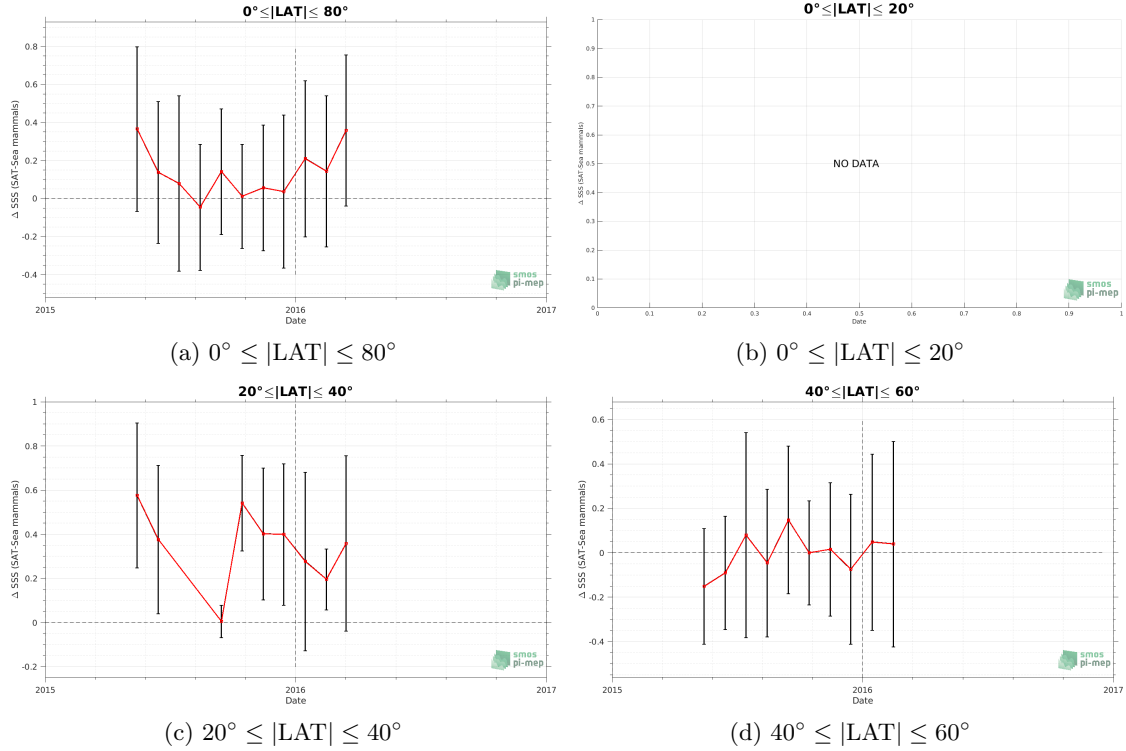 0°≤|LAT|≤ 80°
Δ SSS (SAT-Sea mammals)
0.8
0.6
0.4
0.2
0
-0.2
-0.4
2015
2016
2017
Date
smos
pi-mep
(a) 0° ≤ |LAT| ≤ 80°
0°≤|LAT|≤ 20°
Δ SSS (SAT-Sea mammals)
1
0.9
0.8
0.7
0.6
0.5
0.4
0.3
0.2
0.1
0
NO DATA
0 0.1 0.2 0.3 0.4 0.5 0.6 0.7 0.8 0.9 1
Date
smos
pi-mep
(b) 0° ≤ |LAT| ≤ 20°
20°≤|LAT|≤ 40°
Δ SSS (SAT-Sea mammals)
1
0.8
0.6
0.4
0.2
0
-0.2
2015 2016 2017
Date
smos
pi-mep
(c) 20° ≤ |LAT| ≤ 40°
40°≤|LAT|≤ 60°
Δ SSS (SAT-Sea mammals)
0.6
0.4
0.2
0
-0.2
-0.4
2015 2016 2017
Date
smos
pi-mep
(d) 40° ≤ |LAT| ≤ 60°